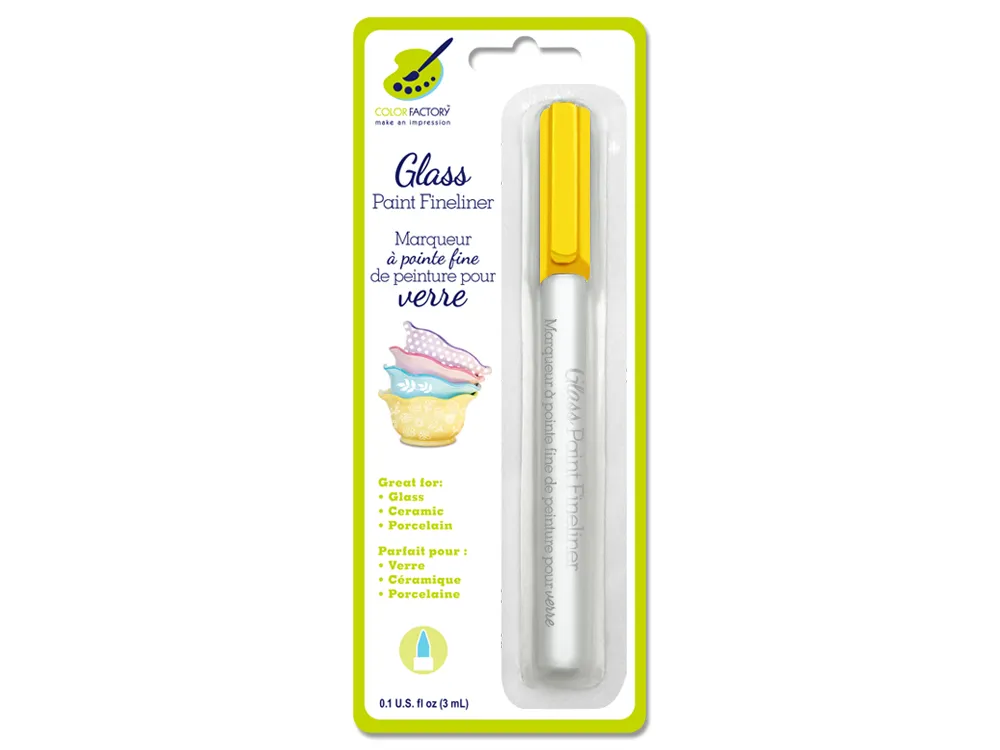 COLOR FACTORY™
make an impression
Glass
Paint Fineliner
Marqueur
à pointe fine
de peinture pour
verre
Great for:
• Glass
• Ceramic
• Porcelain
Parfait pour :
• Verre
• Céramique
• Porcelaine
0.1 U.S. fl oz (3 mL)
Glass Paint Fineliner
Marqueur à pointe fine de peinture pour verre